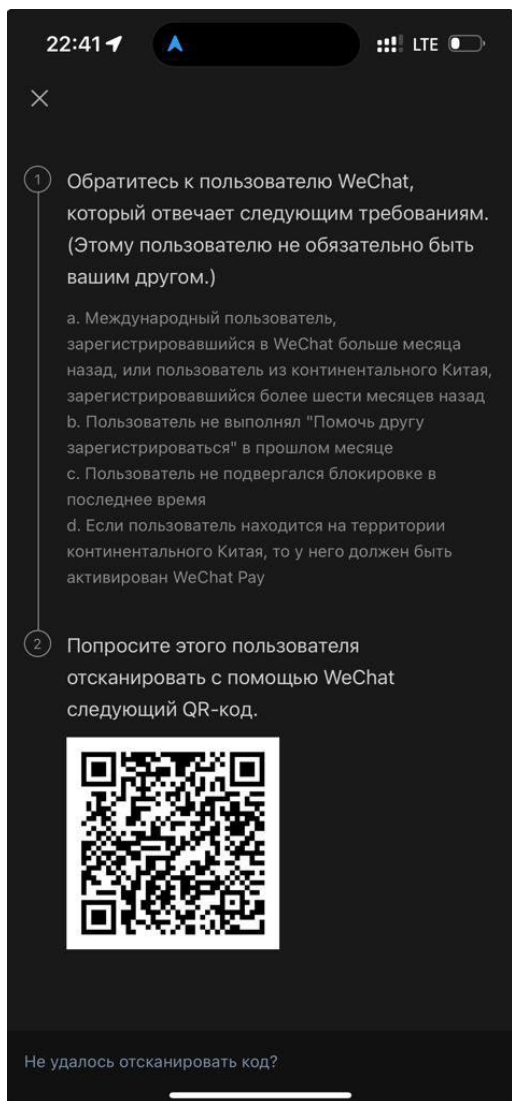 22:41
LTE
1
Обратитесь к пользователю WeChat,
который отвечает следующим требованиям.
(Этому пользователю не обязательно быть
вашим другом.)
a. Международный пользователь,
зарегистрировавшийся в WeChat больше месяца
назад, или пользователь из континентального Китая,
зарегистрировавшийся более шести месяцев назад
b. Пользователь не выполнял "Помочь другу
зарегистрироваться" в прошлом месяце
c. Пользователь не подвергался блокировке в
последнее время
d. Если пользователь находится на территории
континентального Китая, то у него должен быть
активирован WeChat Pay
2
Попросите этого пользователя
отсканировать с помощью WeChat
следующий QR-код.
Не удалось отсканировать код?